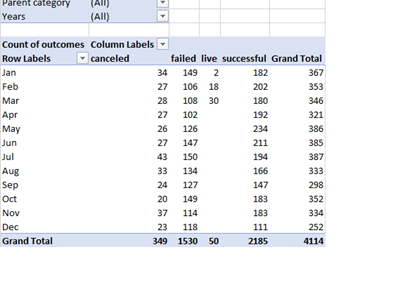 Parent category (All)
Years (All)
Count of outcomes Column Labels
Row Labels canceled failed live successful Grand Total
Jan 34 149 2 182 367
Feb 27 106 18 202 353
Mar 28 108 30 180 346
Apr 27 102 192 321
May 26 126 234 386
Jun 27 147 211 385
Jul 43 150 194 387
Aug 33 134 166 333
Sep 24 127 147 298
Oct 20 149 183 352
Nov 37 114 183 334
Dec 23 118 111 252
Grand Total 349 1530 50 2185 4114